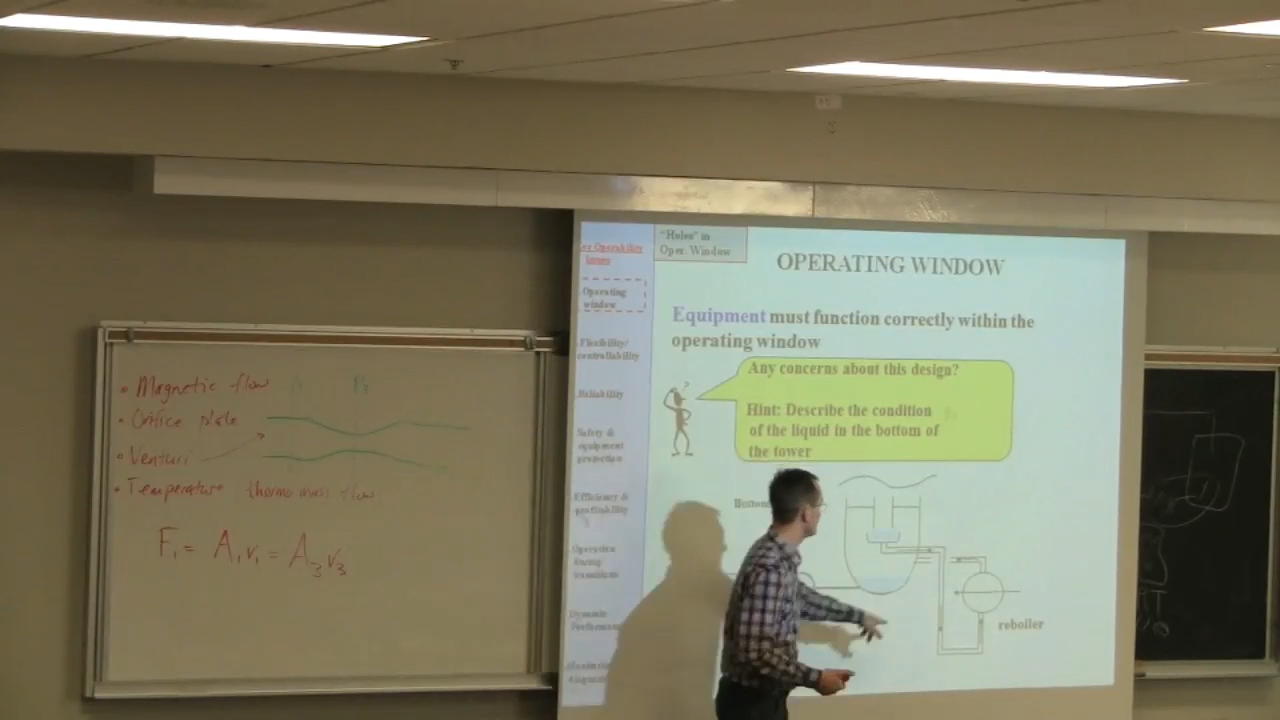 • Magnetic flow
• Orifice plate
• Venturi
• Temperature thermo mass flow
F₁ = A₁v₁ = A₃v₃
"Holes" in
Oper. Window
OPERATING WINDOW
Operability
Issues
Operating
window
Flexibility/
controllability
Reliability
Safety &
equipment
protection
Efficiency &
profitability
Operation
during
transitions
Dynamic
Equipment must function correctly within the
operating window
Any concerns about this design?
Hint: Describe the condition
of the liquid in the bottom of
the tower
reboiler